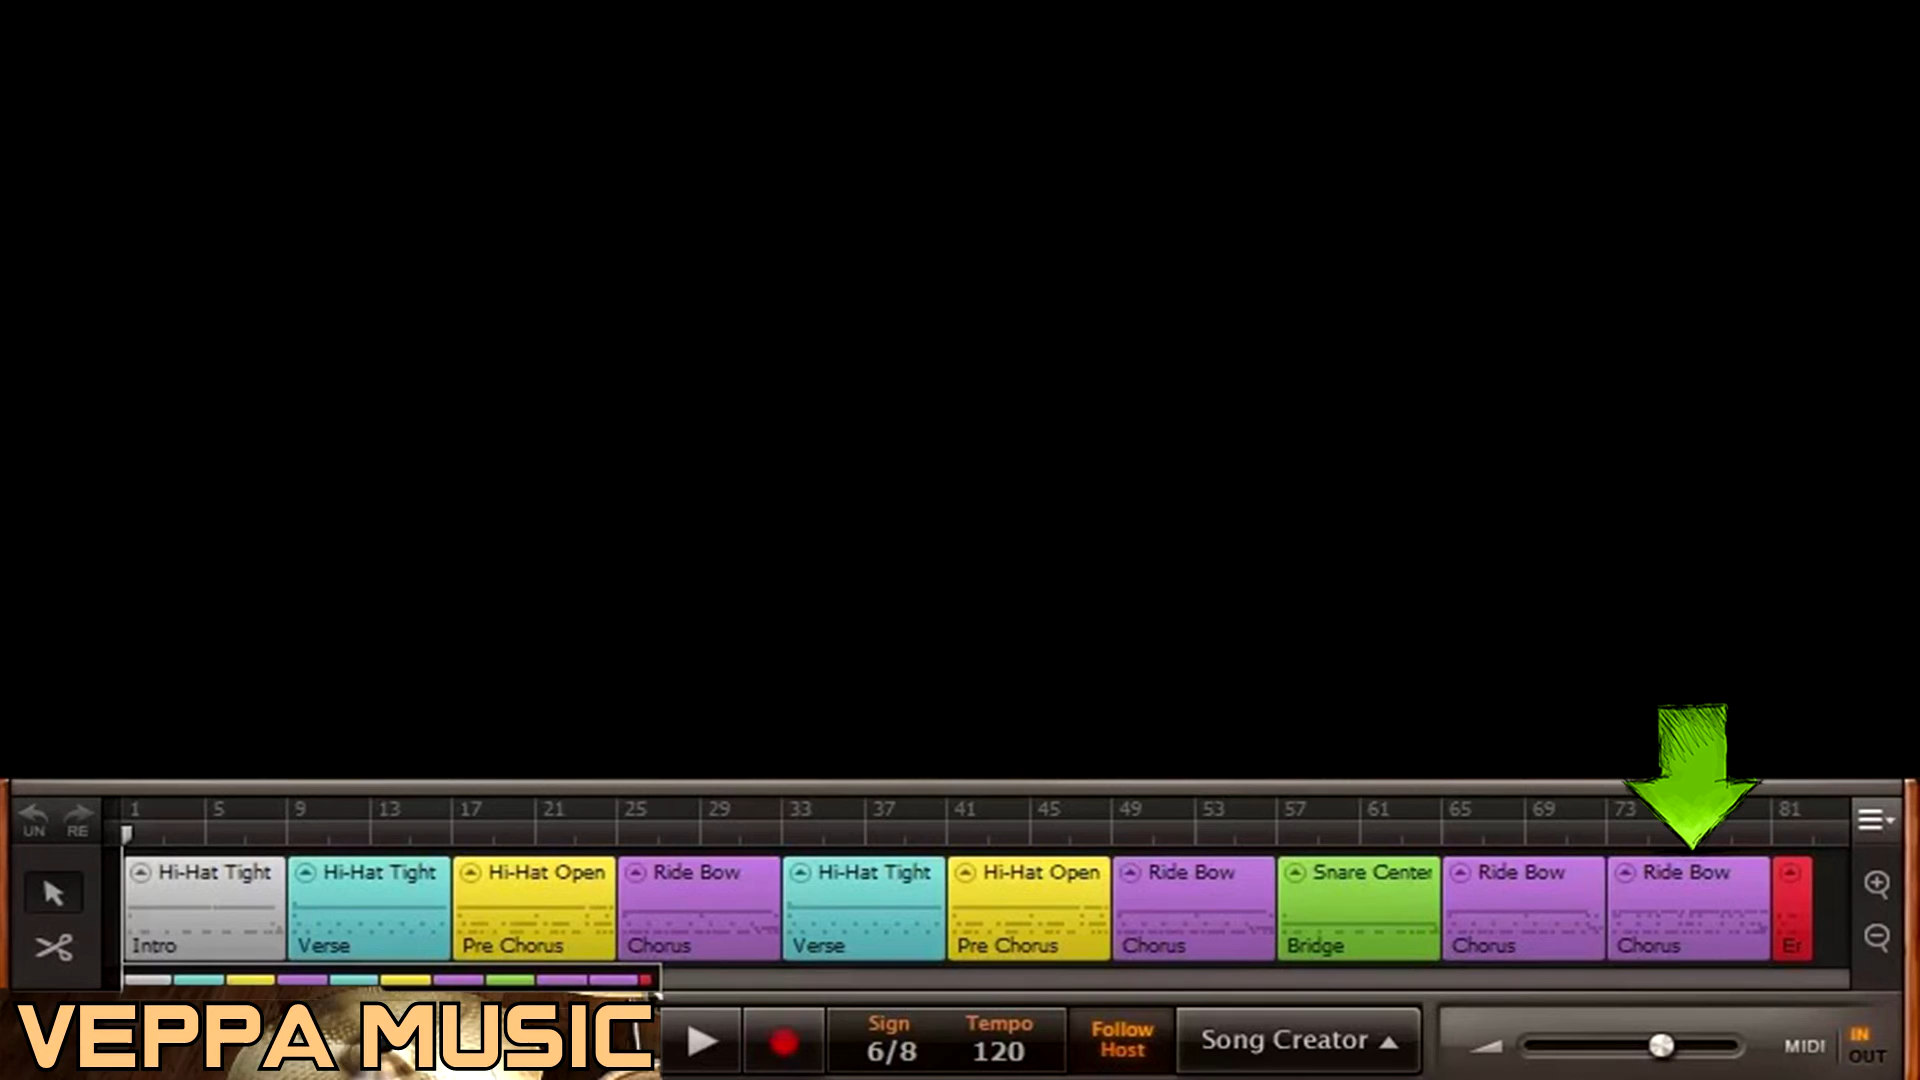 1 5 9 13 17 21 25 29 33 37 41 45 49 53 57 61 65 69 73 81
UN RE
Hi-Hat Tight Hi-Hat Tight Hi-Hat Open Ride Bow Hi-Hat Tight Hi-Hat Open Ride Bow Snare Center Ride Bow Ride Bow
Intro Verse Pre Chorus Chorus Verse Pre Chorus Chorus Bridge Chorus Chorus Er
VEPPA MUSIC
Sign Tempo
6/8 120
Follow
Host
Song Creator
MIDI
IN
OUT